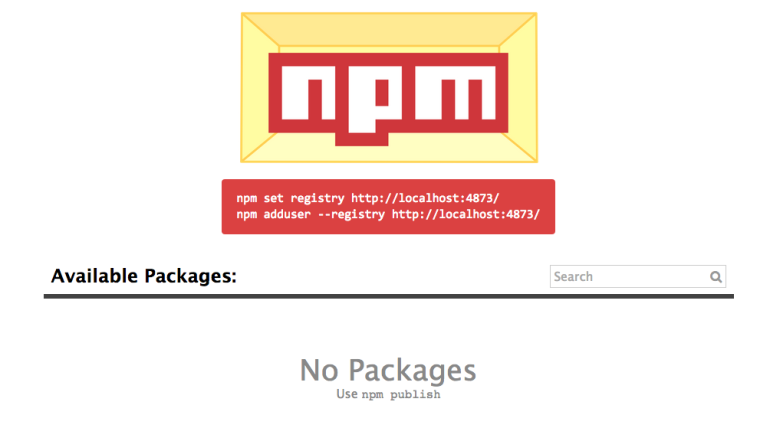 npm
npm set registry http://localhost:4873/
npm adduser --registry http://localhost:4873/
Available Packages:
Search
No Packages
Use npm publish